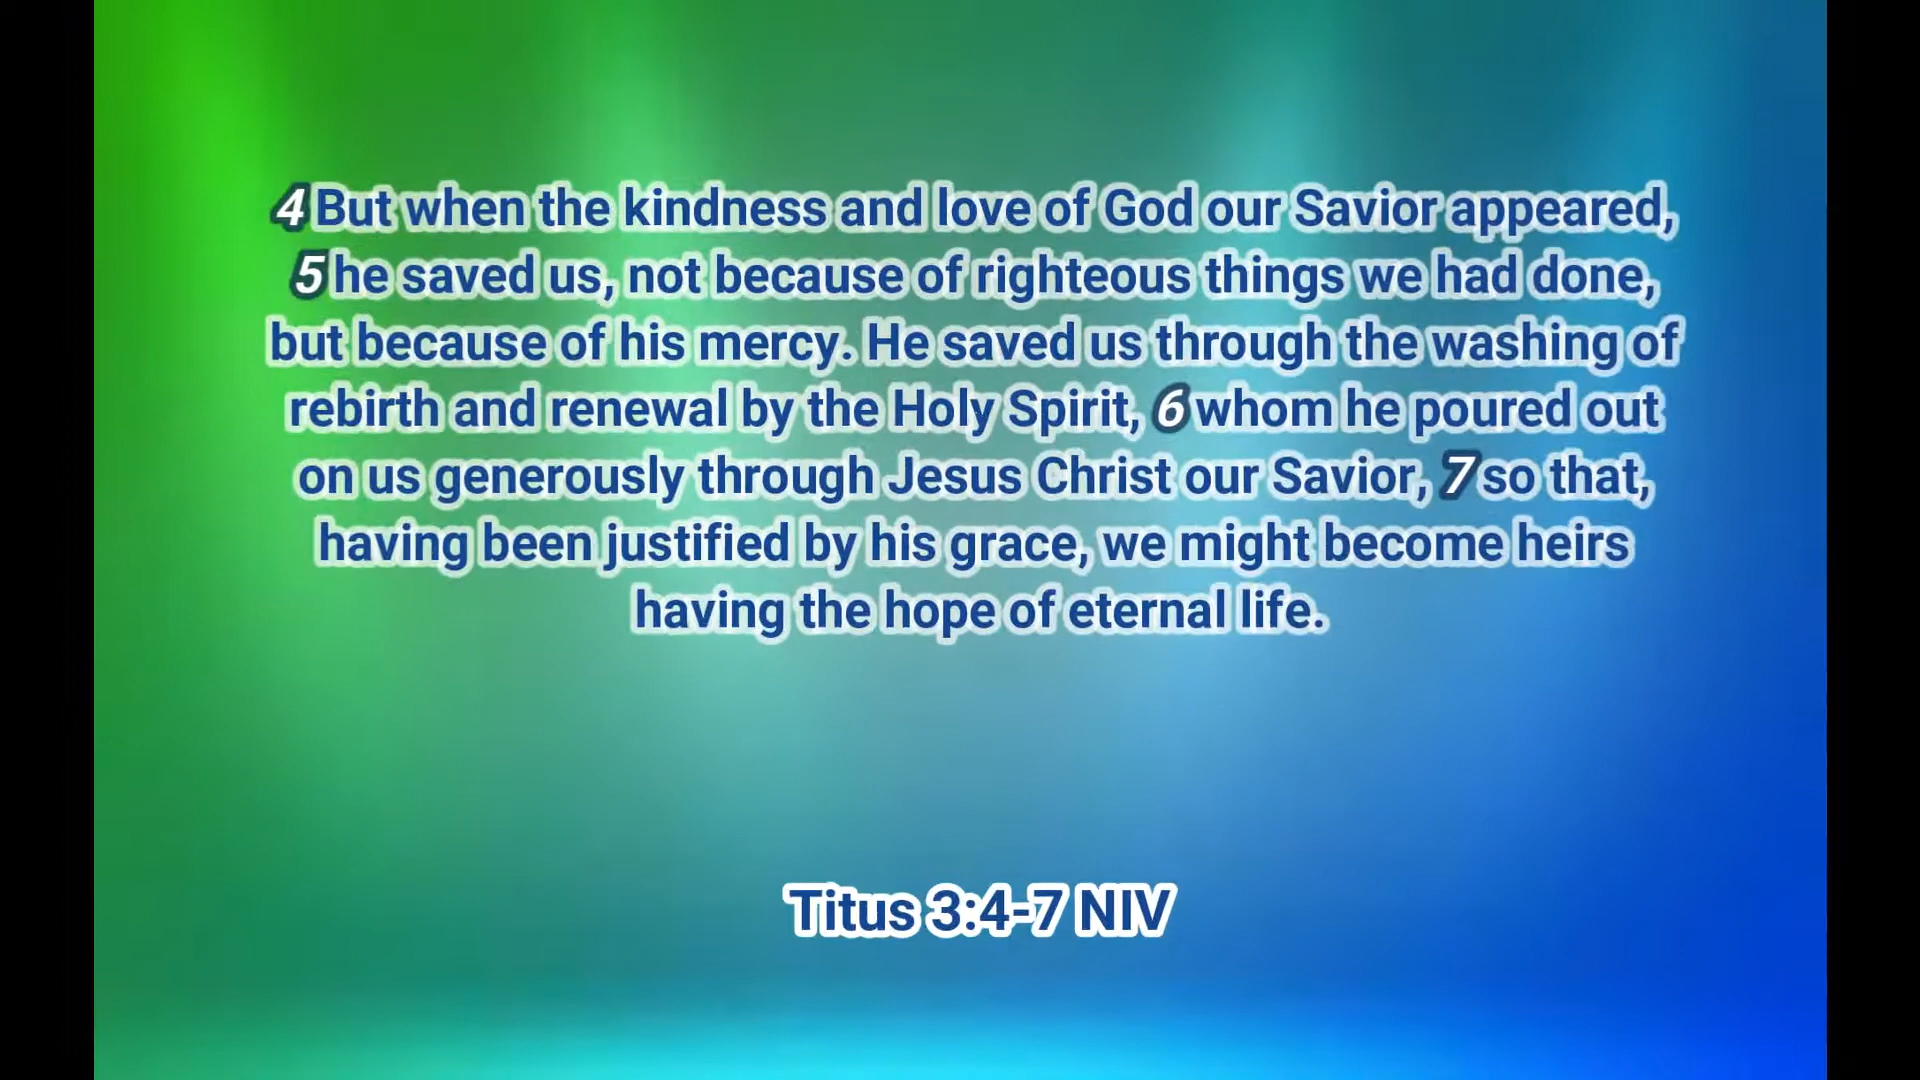 4 But when the kindness and love of God our Savior appeared,
5 he saved us, not because of righteous things we had done,
but because of his mercy. He saved us through the washing of
rebirth and renewal by the Holy Spirit, 6 whom he poured out
on us generously through Jesus Christ our Savior, 7 so that,
having been justified by his grace, we might become heirs
having the hope of eternal life.
Titus 3:4-7 NIV